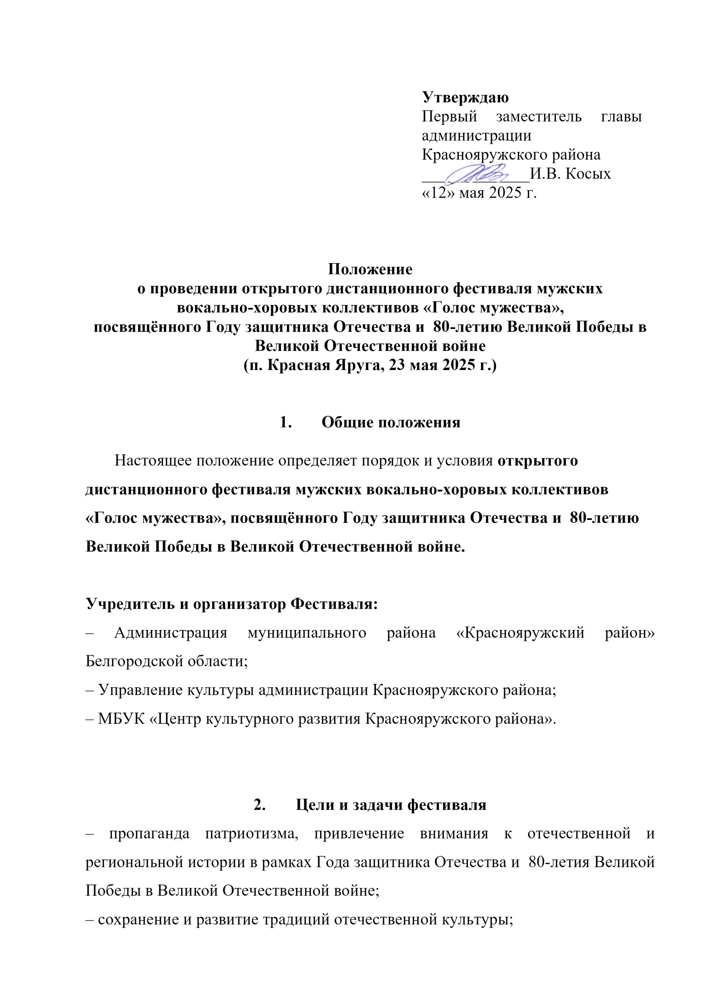 Утверждаю
Первый заместитель главы
администрации
Краснояружского района
_____________И.В. Косых
«12» мая 2025 г.
Положение
о проведении открытого дистанционного фестиваля мужских
вокально-хоровых коллективов «Голос мужества»,
посвящённого Году защитника Отечества и 80-летию Великой Победы в
Великой Отечественной войне
(п. Красная Яруга, 23 мая 2025 г.)
1. Общие положения
Настоящее положение определяет порядок и условия открытого
дистанционного фестиваля мужских вокально-хоровых коллективов
«Голос мужества», посвящённого Году защитника Отечества и 80-летию
Великой Победы в Великой Отечественной войне.
Учредитель и организатор Фестиваля:
– Администрация муниципального района «Краснояружский район»
Белгородской области;
– Управление культуры администрации Краснояружского района;
– МБУК «Центр культурного развития Краснояружского района».
2. Цели и задачи фестиваля
– пропаганда патриотизма, привлечение внимания к отечественной и
региональной истории в рамках Года защитника Отечества и 80-летия Великой
Победы в Великой Отечественной войне;
– сохранение и развитие традиций отечественной культуры;